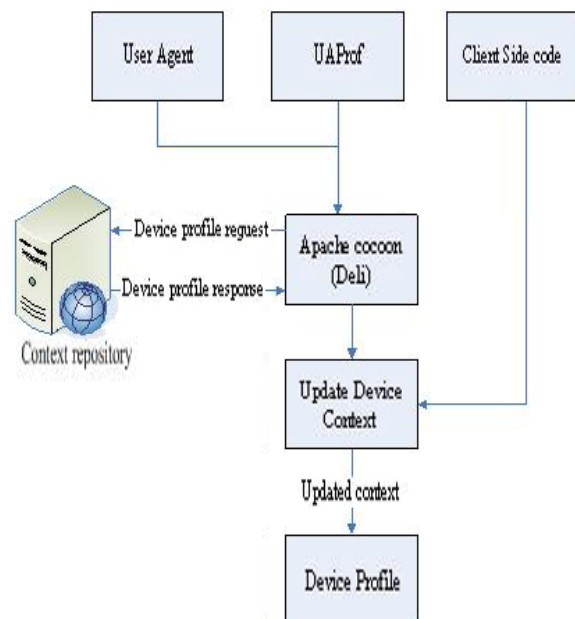 User Agent
UAProf
Client Side code
Device profile reguest
Apache cocoon
(Deli)
Device profile response
Context repository
Update Device
Context
Updated context
Device Profile